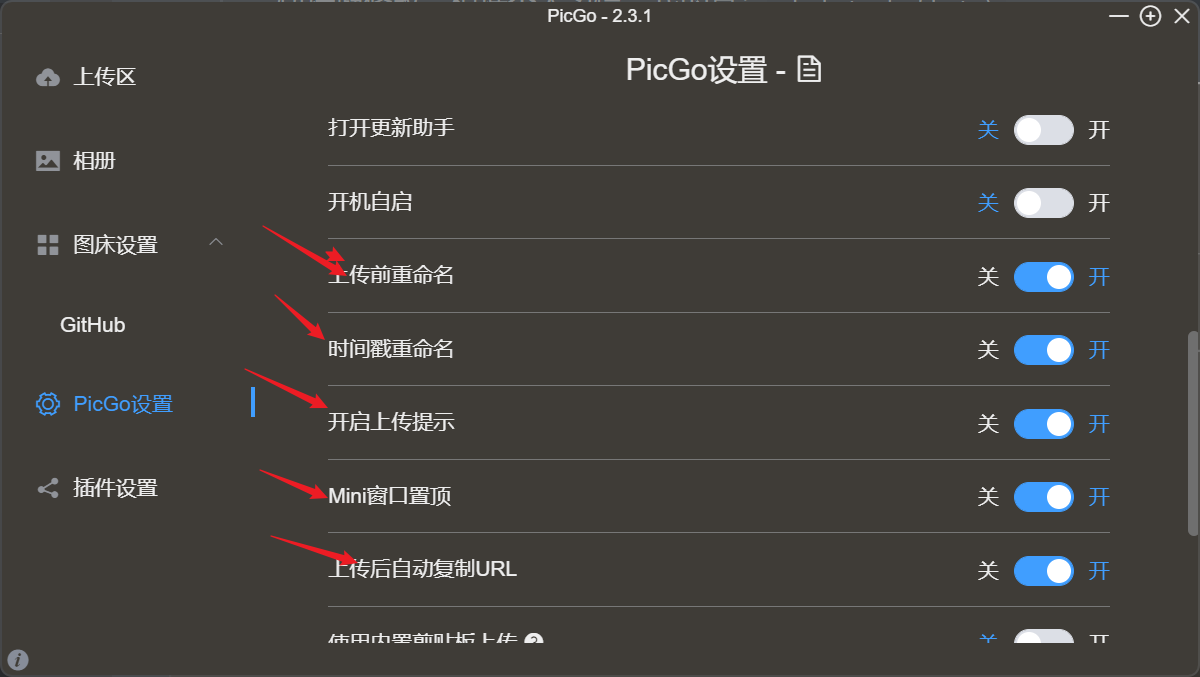 PicGo - 2.3.1
上传区
相册
图床设置
GitHub
PicGo设置
插件设置
PicGo设置 -
打开更新助手 关 开
开机自启 关 开
上传前重命名 关 开
时间戳重命名 关 开
开启上传提示 关 开
Mini窗口置顶 关 开
上传后自动复制URL 关 开
使用内置剪贴板上传 ? 关 开